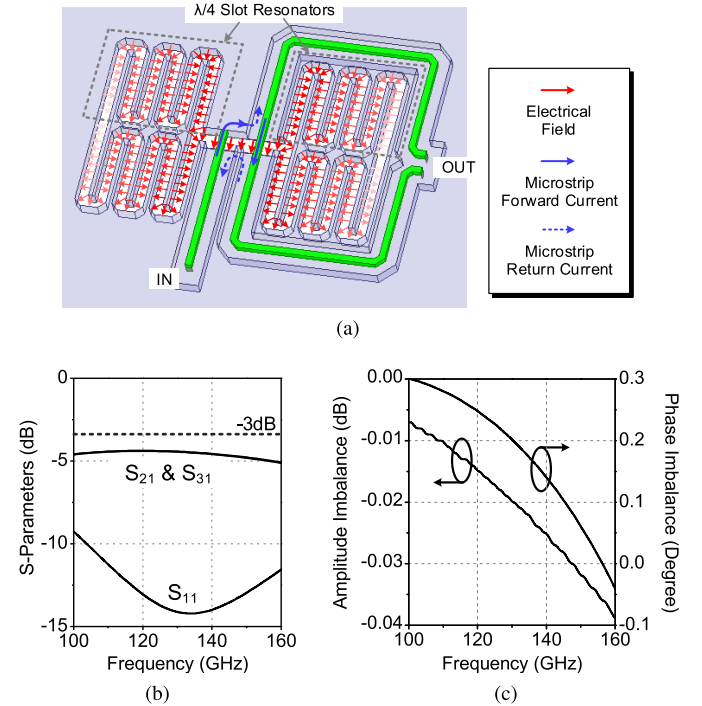 λ/4 Slot Resonators
OUT
IN
Electrical
Field
Microstrip
Forward Current
Microstrip
Return Current
(a)
0
-5
-10
-15
S-Parameters (dB)
-3dB
S21 & S31
S11
100 120 140 160
Frequency (GHz)
(b)
0.00
-0.01
-0.02
-0.03
-0.04
Amplitude Imbalance (dB)
0.3
0.2
0.1
0.0
-0.1
Phase Imbalance (Degree)
100 120 140 160
Frequency (GHz)
(c)